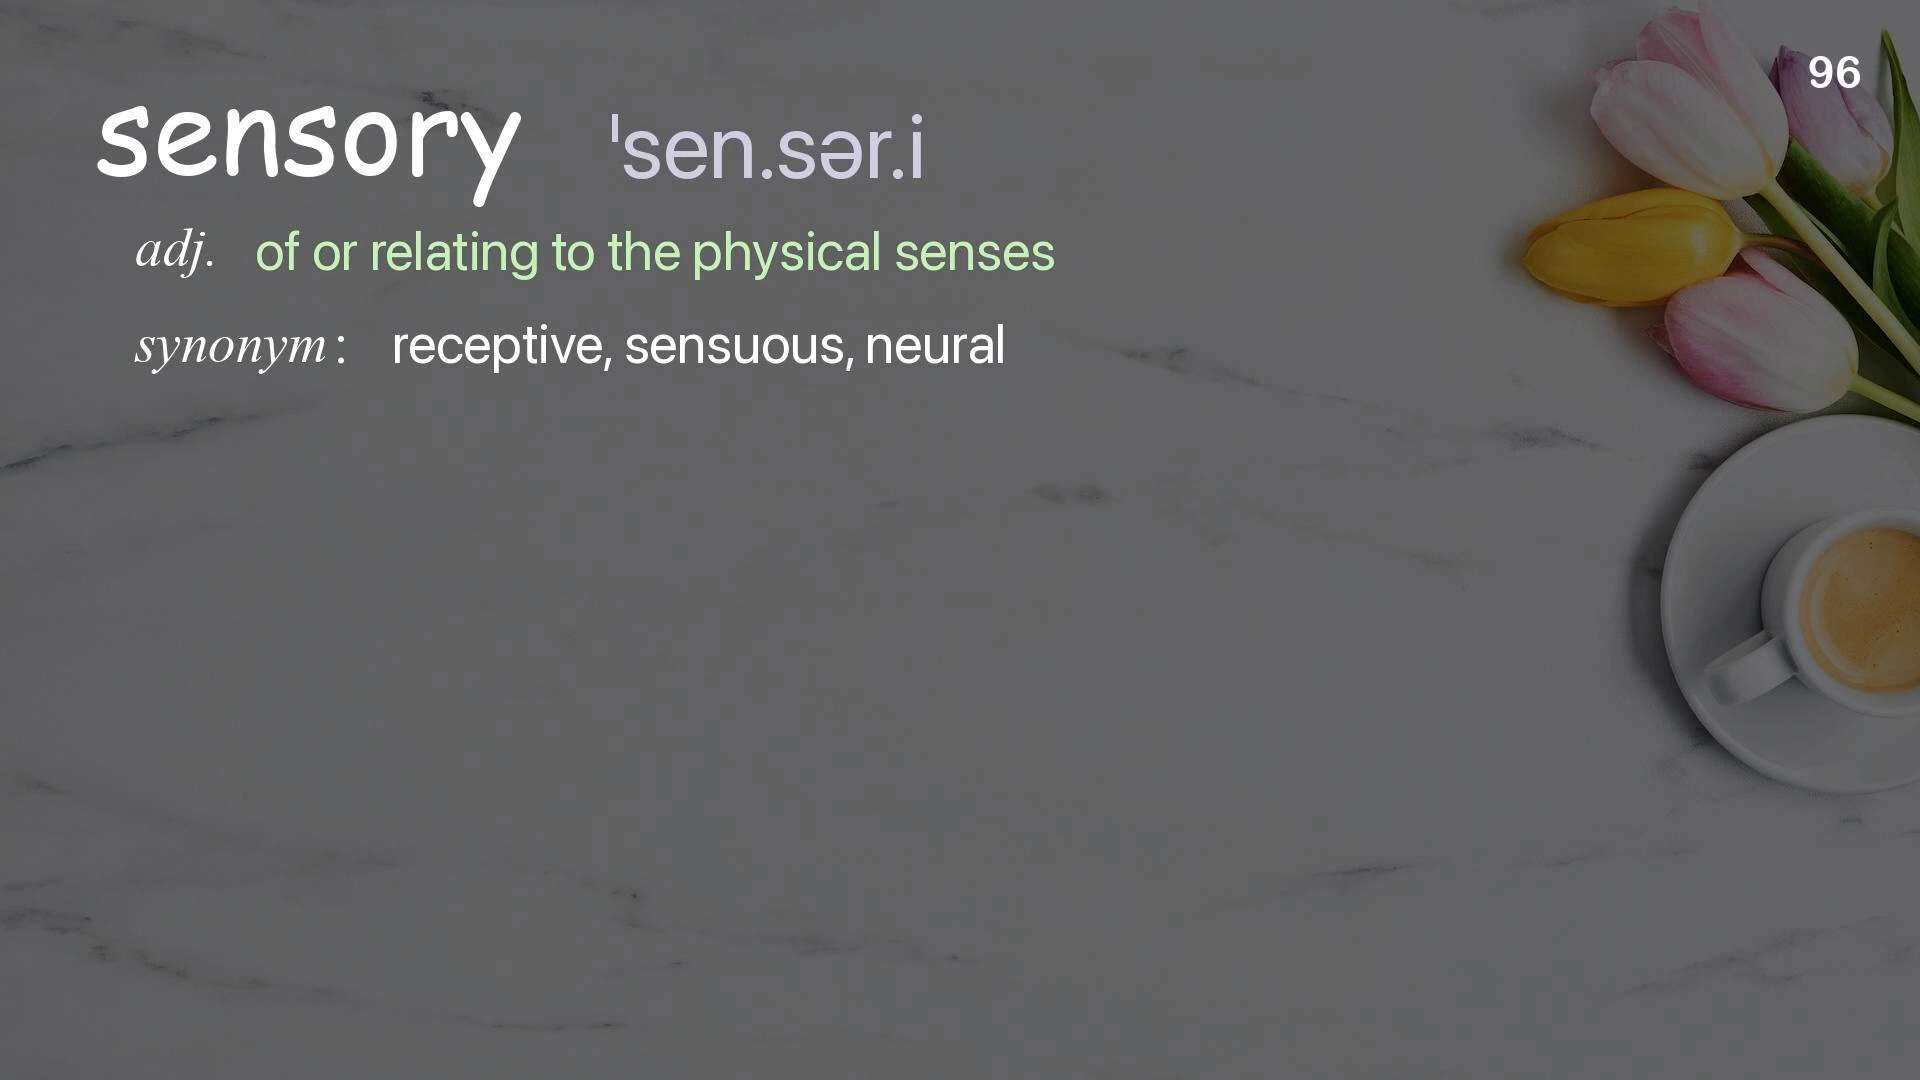 96
sensory ˈsen.sər.i
adj. of or relating to the physical senses
synonym: receptive, sensuous, neural